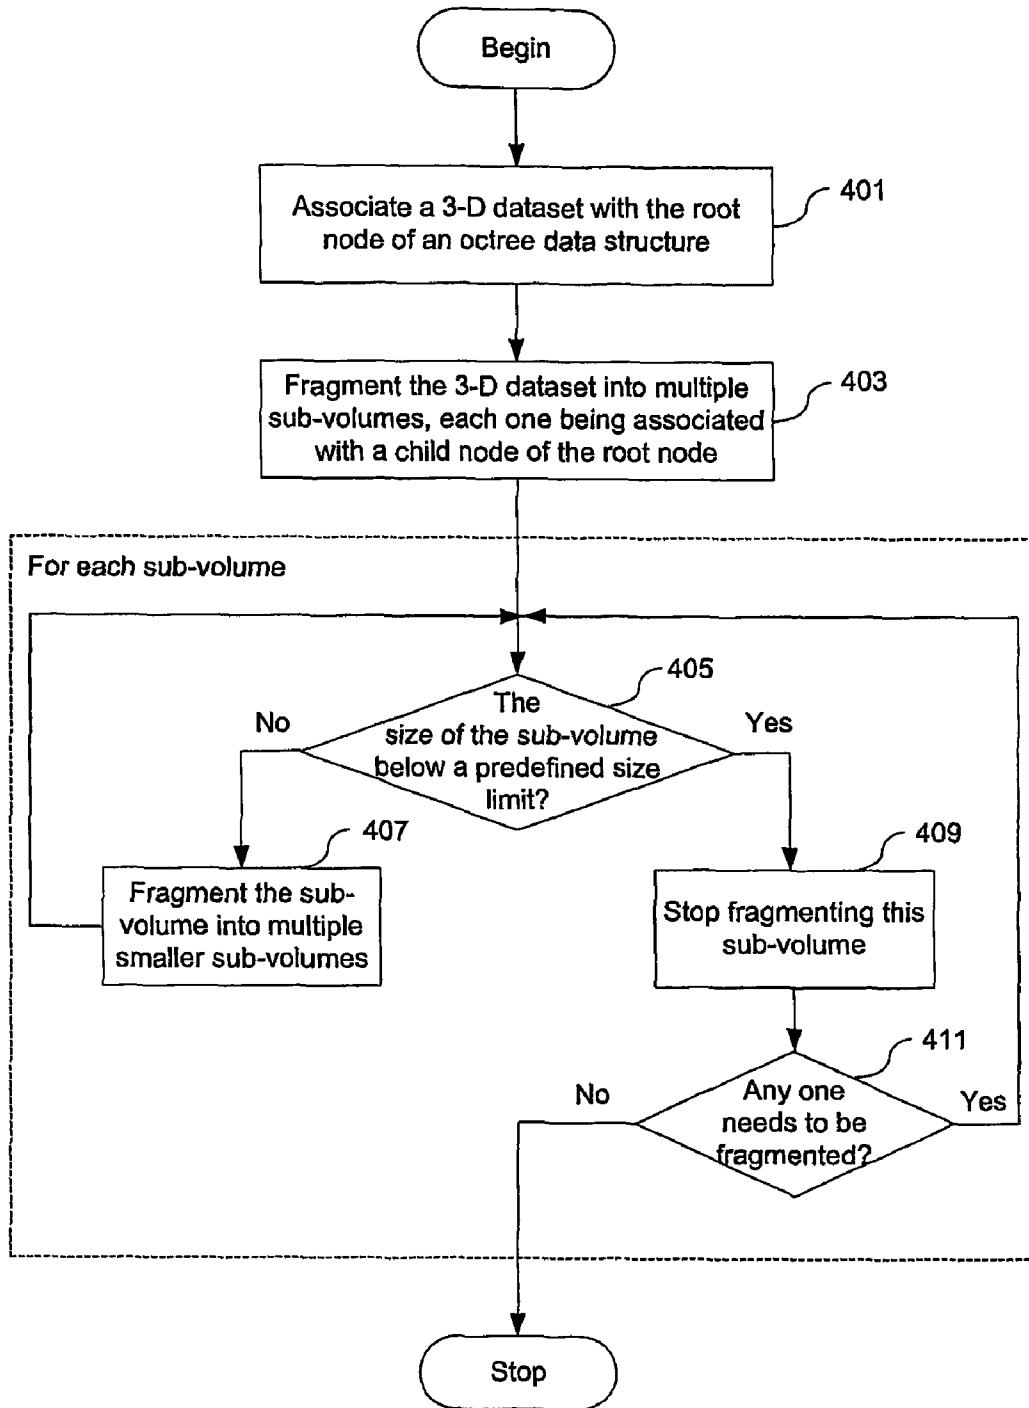 Begin
Associate a 3-D dataset with the root
node of an octree data structure
401
Fragment the 3-D dataset into multiple
sub-volumes, each one being associated
with a child node of the root node
403
For each sub-volume
405
The
size of the sub-volume
below a predefined size
limit?
No
Yes
407
Fragment the sub-
volume into multiple
smaller sub-volumes
409
Stop fragmenting this
sub-volume
411
Any one
needs to be
fragmented?
No
Yes
Stop